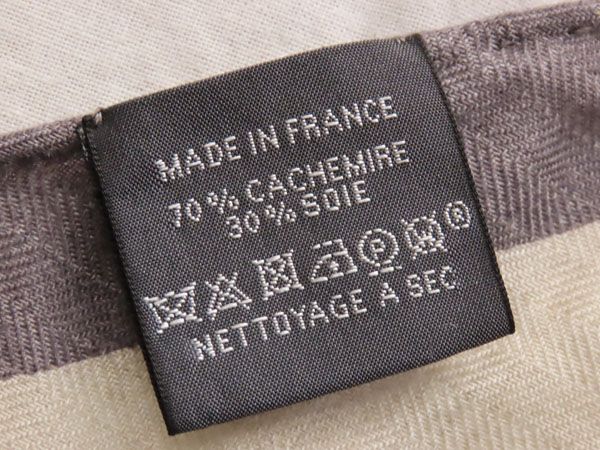 MADE IN FRANCE
70 % CACHEMIRE
30 % SOIE
P ®
NETTOYAGE A SEC